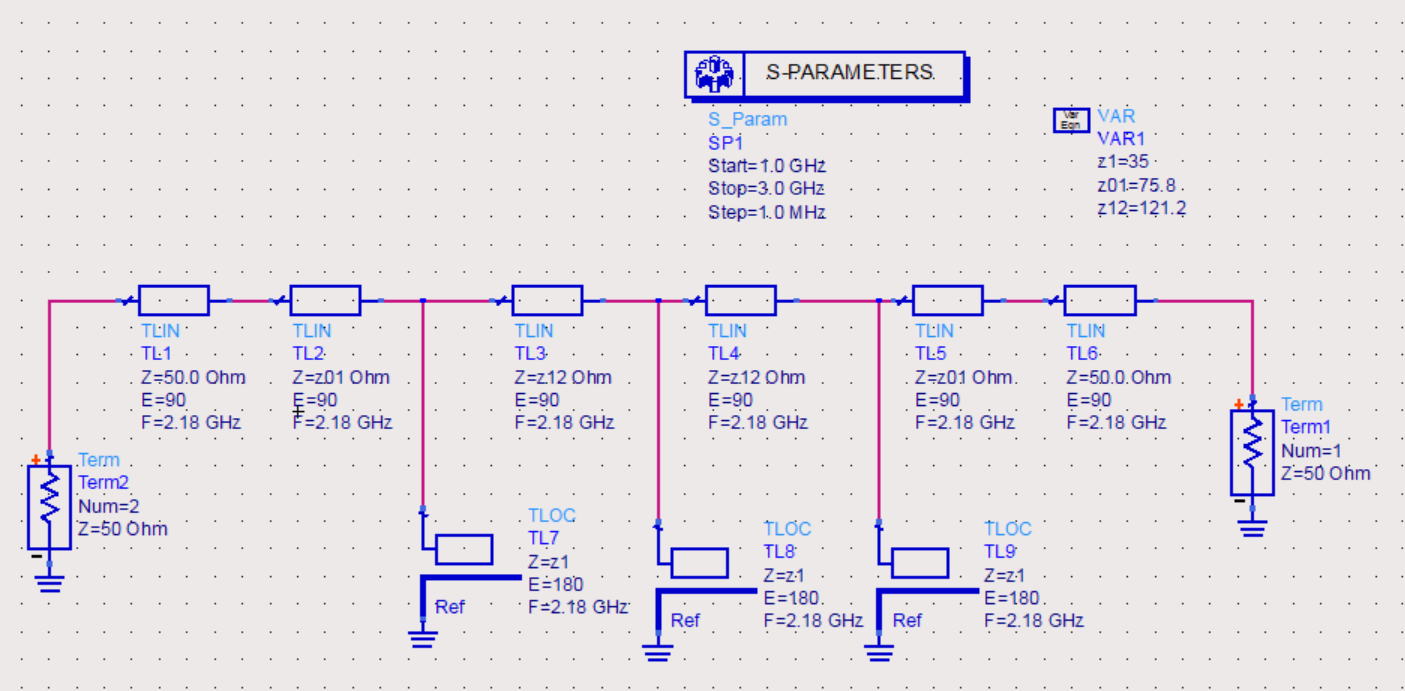 S-PARAMETERS
S_Param
SP1
Start=1.0 GHz
Stop=3.0 GHz
Step=1.0 MHz
Var
Eqn
VAR
VAR1
z1=35
z01=75.8
z12=121.2
TLIN
TL1
Z=50.0 Ohm
E=90
F=2.18 GHz
TLIN
TL2
Z=z01 Ohm
E=90
F=2.18 GHz
TLIN
TL3
Z=z12 Ohm
E=90
F=2.18 GHz
TLIN
TL4
Z=z12 Ohm
E=90
F=2.18 GHz
TLIN
TL5
Z=z01 Ohm
E=90
F=2.18 GHz
TLIN
TL6
Z=50.0 Ohm
E=90
F=2.18 GHz
Term
Term2
Num=2
Z=50 Ohm
Term
Term1
Num=1
Z=50 Ohm
TLOC
TL7
Z=z1
E=180
F=2.18 GHz
Ref
TLOC
TL8
Z=z1
E=180
F=2.18 GHz
Ref
TLOC
TL9
Z=z1
E=180
F=2.18 GHz
Ref